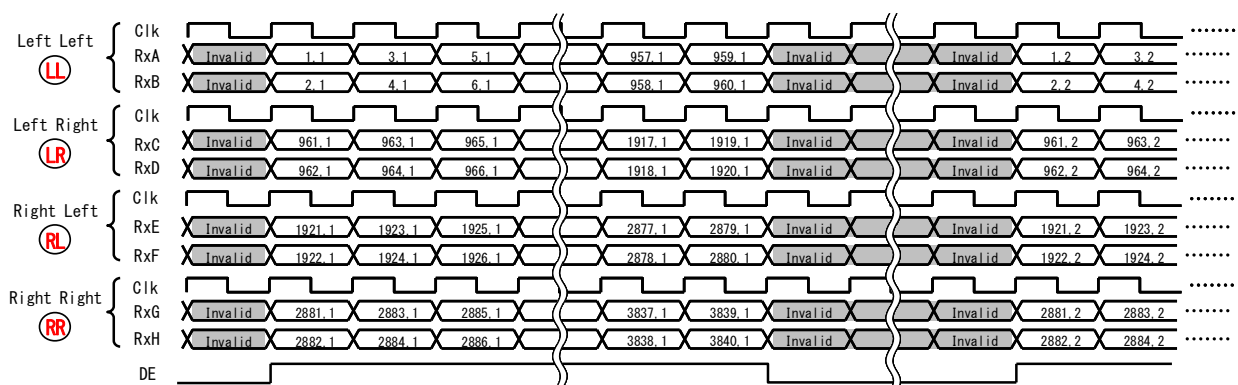 Clk
Left Left
LL
RxA Invalid 1,1 3,1 5,1 957,1 959,1 Invalid Invalid 1,2 3,2 ......
RxB Invalid 2,1 4,1 6,1 958,1 960,1 Invalid Invalid 2,2 4,2 ......
Clk
Left Right
LR
RxC Invalid 961,1 963,1 965,1 1917,1 1919,1 Invalid Invalid 961,2 963,2 ......
RxD Invalid 962,1 964,1 966,1 1918,1 1920,1 Invalid Invalid 962,2 964,2 ......
Clk
Right Left
RL
RxE Invalid 1921,1 1923,1 1925,1 2877,1 2879,1 Invalid Invalid 1921,2 1923,2 ......
RxF Invalid 1922,1 1924,1 1926,1 2878,1 2880,1 Invalid Invalid 1922,2 1924,2 ......
Clk
Right Right
RR
RxG Invalid 2881,1 2883,1 2885,1 3837,1 3839,1 Invalid Invalid 2881,2 2883,2 ......
RxH Invalid 2882,1 2884,1 2886,1 3838,1 3840,1 Invalid Invalid 2882,2 2884,2 ......
DE